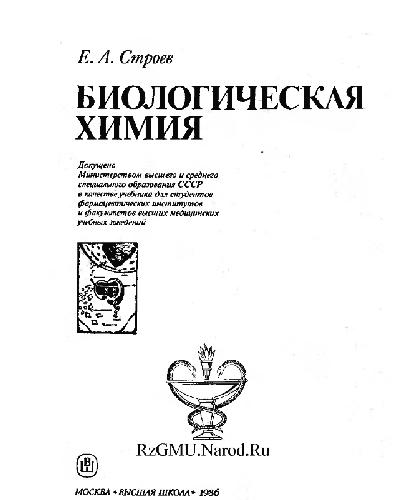 Е. А. Строев
БИОЛОГИЧЕСКАЯ
ХИМИЯ
Допущено
Министерством высшего и среднего
специального образования СССР
в качестве учебника для студентов
фармацевтических институтов
и факультетов высших медицинских
учебных заведений
RzGMU.Narod.Ru
ВШ
МОСКВА «ВЫСШАЯ ШКОЛА» 1986